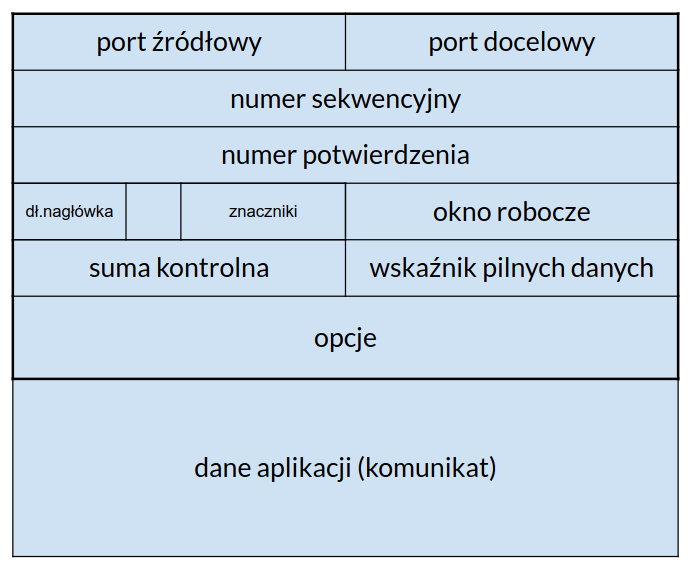 port źródłowy
port docelowy
numer sekwencyjny
numer potwierdzenia
dł.nagłówka
znaczniki
okno robocze
suma kontrolna
wskaźnik pilnych danych
opcje
dane aplikacji (komunikat)